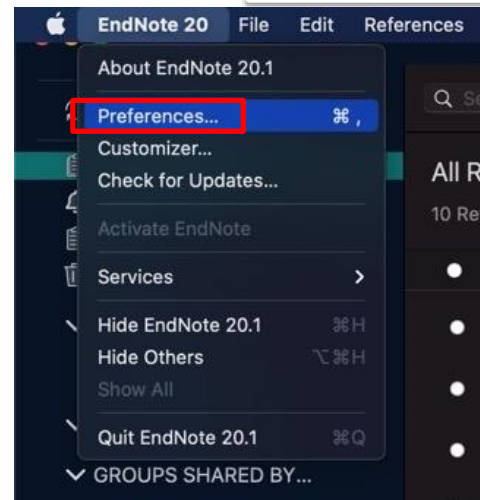 EndNote 20 File Edit References
About EndNote 20.1
Preferences... ⌘ ,
Customizer...
Check for Updates...
Activate EndNote
Services
Hide EndNote 20.1 ⌘H
Hide Others ⌥⌘H
Show All
Quit EndNote 20.1 ⌘Q
GROUPS SHARED BY...
All R
10 Re